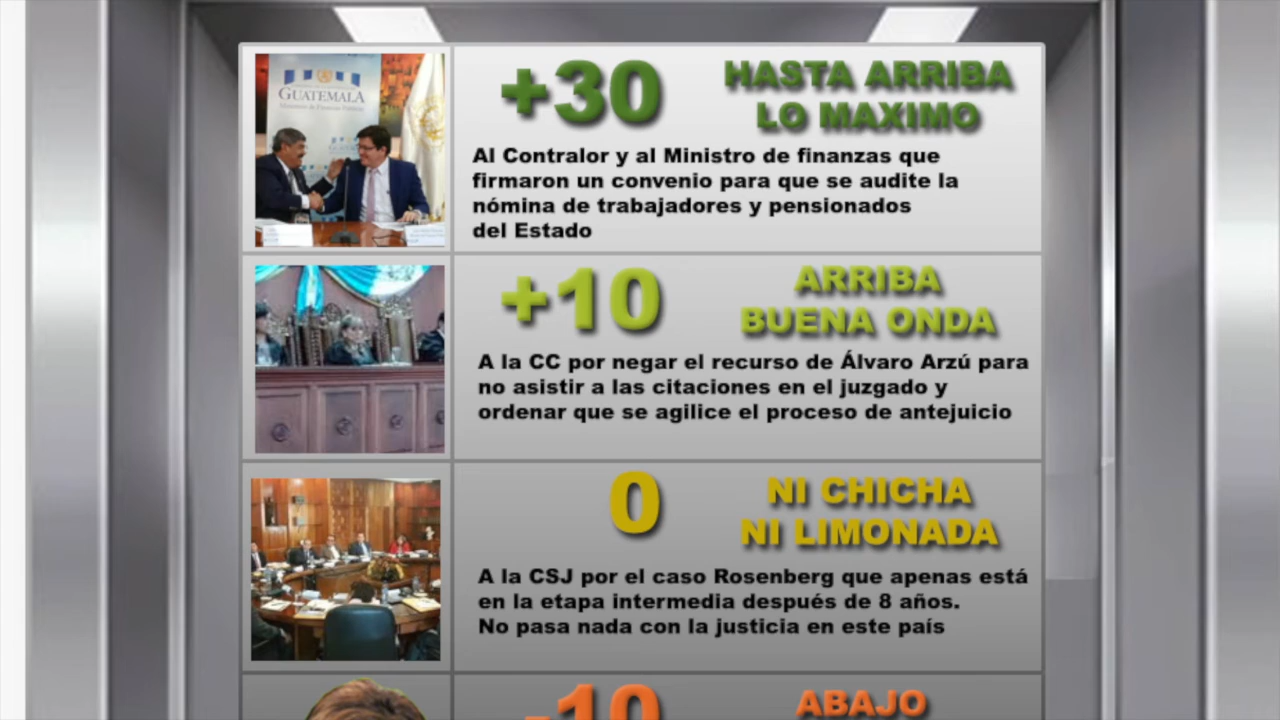 GUATEMALA
+30
HASTA ARRIBA
LO MAXIMO
Al Contralor y al Ministro de finanzas que
firmaron un convenio para que se audite la
nómina de trabajadores y pensionados
del Estado
+10
ARRIBA
BUENA ONDA
A la CC por negar el recurso de Álvaro Arzú para
no asistir a las citaciones en el juzgado y
ordenar que se agilice el proceso de antejuicio
0
NI CHICHA
NI LIMONADA
A la CSJ por el caso Rosenberg que apenas está
en la etapa intermedia después de 8 años.
No pasa nada con la justicia en este país
-10
ABAJO